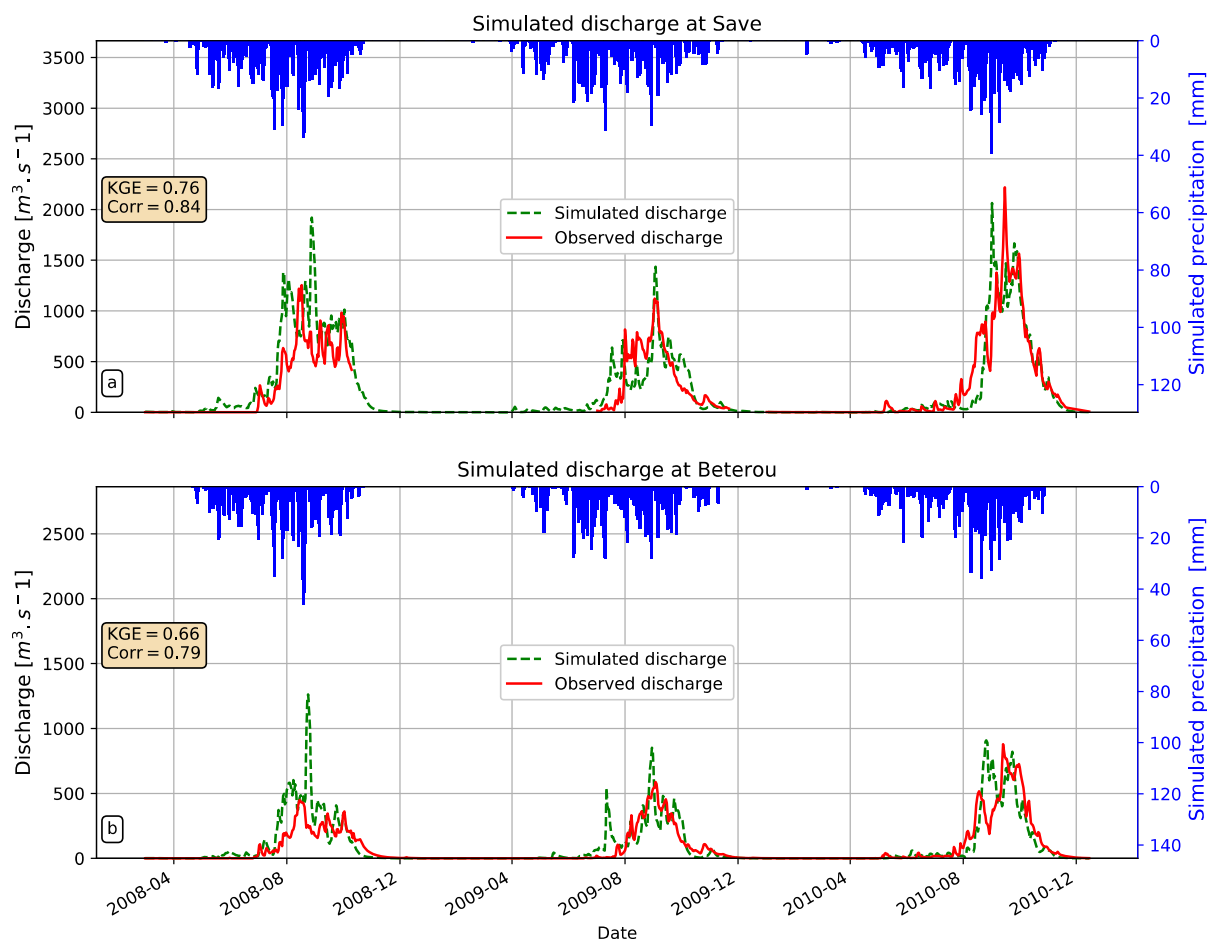 Simulated discharge at Save
3500
3000
2500
2000
1500
1000
500
0
Discharge [m³. s⁻1]
0
20
40
60
80
100
120
Simulated precipitation [mm]
KGE = 0.76
Corr = 0.84
Simulated discharge
Observed discharge
a
Simulated discharge at Beterou
2500
2000
1500
1000
500
0
Discharge [m³. s⁻1]
0
20
40
60
80
100
120
140
Simulated precipitation [mm]
KGE = 0.66
Corr = 0.79
Simulated discharge
Observed discharge
b
2008-04
2008-08
2008-12
2009-04
2009-08
2009-12
2010-04
2010-08
2010-12
Date